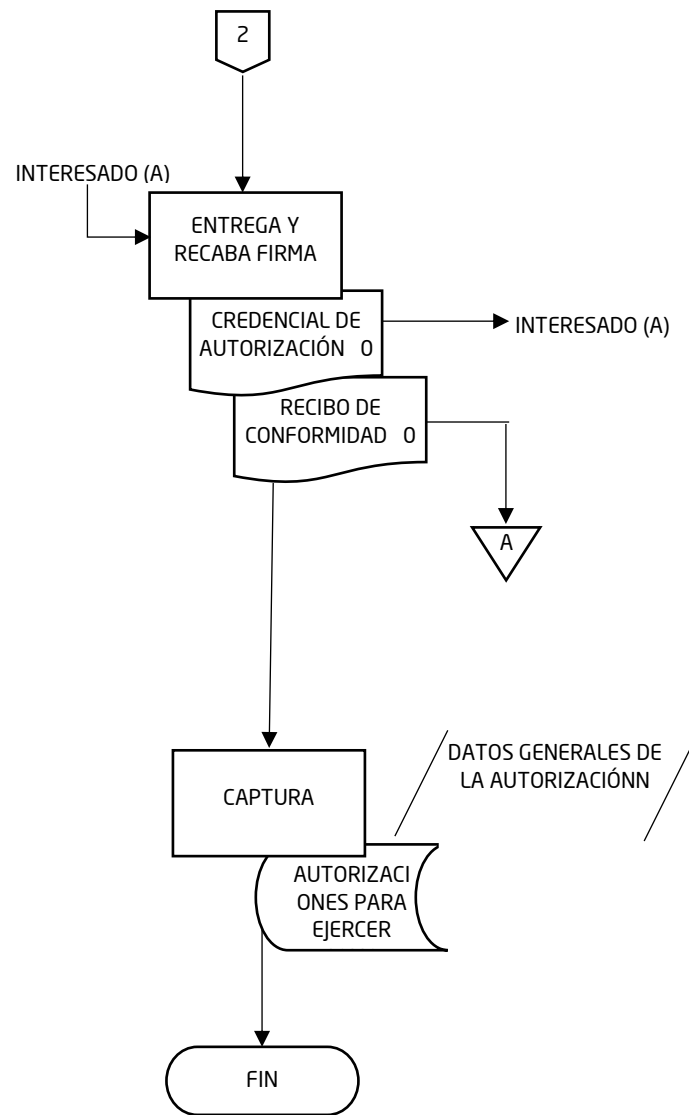 2
INTERESADO (A)
ENTREGA Y
RECABA FIRMA
CREDENCIAL DE
AUTORIZACIÓN 0
INTERESADO (A)
RECIBO DE
CONFORMIDAD 0
A
DATOS GENERALES DE
LA AUTORIZACIÓNN
CAPTURA
AUTORIZACI
ONES PARA
EJERCER
FIN